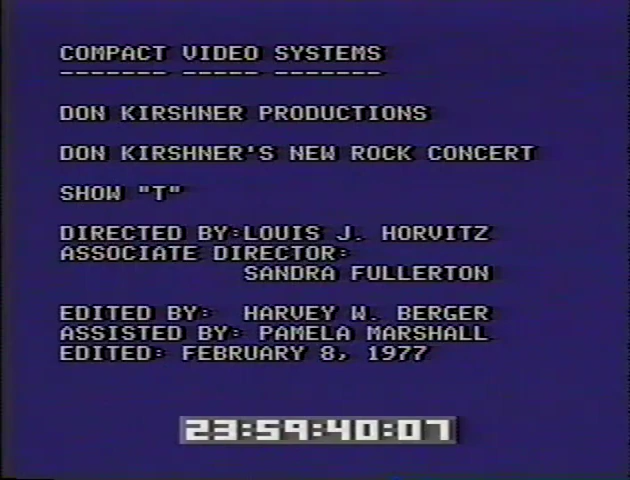 COMPACT VIDEO SYSTEMS
------- ----- -------
DON KIRSHNER PRODUCTIONS
DON KIRSHNER'S NEW ROCK CONCERT
SHOW "T"
DIRECTED BY:LOUIS J. HORVITZ
ASSOCIATE DIRECTOR:
SANDRA FULLERTON
EDITED BY: HARVEY W. BERGER
ASSISTED BY: PAMELA MARSHALL
EDITED: FEBRUARY 8, 1977
23:59:40:07